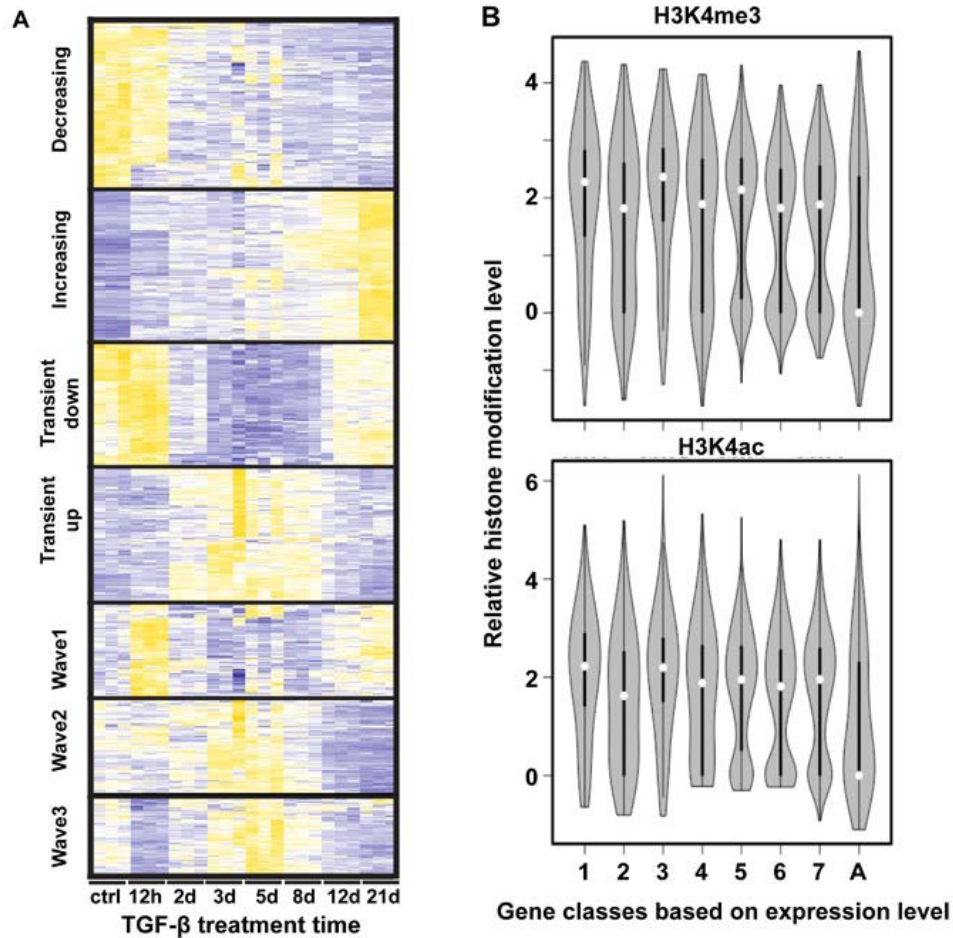 A
Decreasing
Increasing
Transient
down
Transient
up
Wave1
Wave2
Wave3
ctrl 12h 2d 3d 5d 8d 12d 21d
TGF-β treatment time
B
H3K4me3
4
2
0
H3K4ac
6
4
2
0
Relative histone modification level
1 2 3 4 5 6 7 A
Gene classes based on expression level